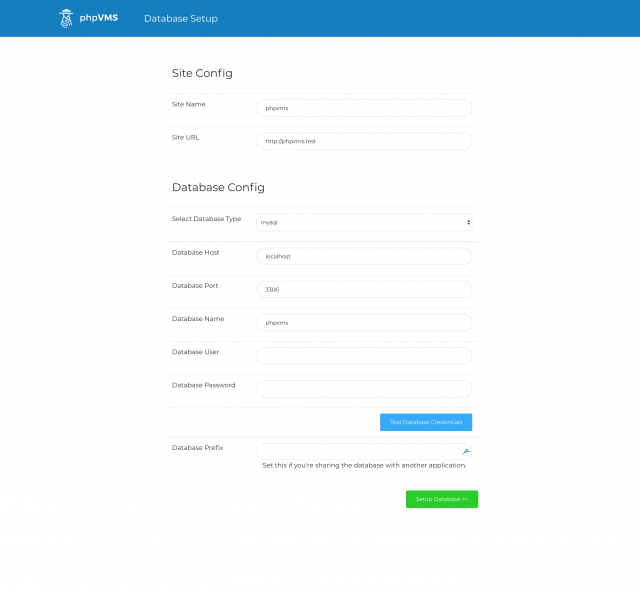 phpVMS Database Setup
Site Config
Site Name phpvms
Site URL http://phpvms.test
Database Config
Select Database Type mysql
Database Host localhost
Database Port 3306
Database Name phpvms
Database User
Database Password
Test Database Credentials
Database Prefix
Set this if you're sharing the database with another application.
Setup Database >>